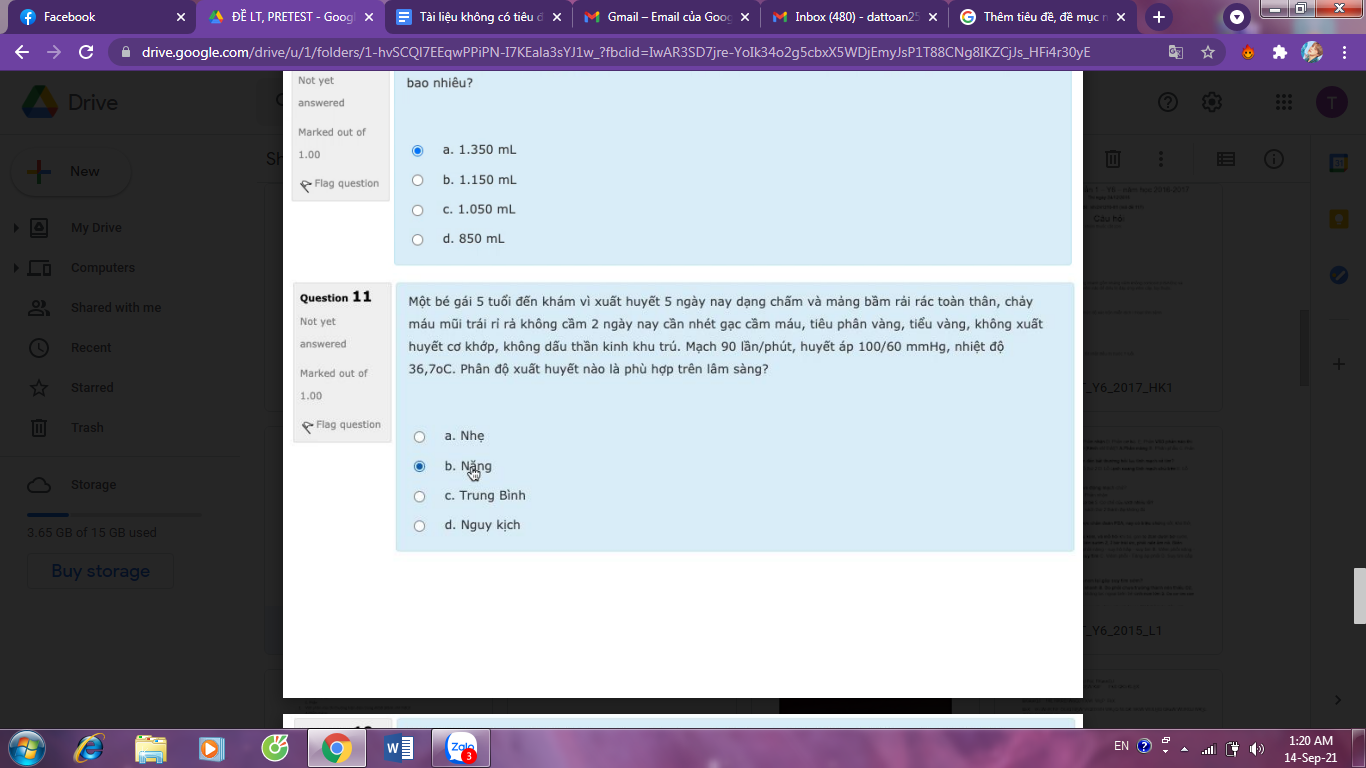 Facebook
ĐỀ LT, PRETEST - Goog
Tài liệu không có tiêu đ
Gmail – Email của Goog
Inbox (480) - dattoan25
Thêm tiêu đề, đề mục n
drive.google.com/drive/u/1/folders/1-hvSCQI7EEqwPPiPN-I7KEala3sYJ1w_?fbclid=IwAR3SD7jre-YoIk34o2g5cbxX5WDjEmyJsP1T88CNg8IKZCjJs_HFi4r30yE
Drive
T
New
My Drive
Computers
Shared with me
Recent
Starred
Trash
Storage
3.65 GB of 15 GB used
Buy storage
Not yet
answered
Marked out of
1.00
Flag question
bao nhiêu?
a. 1.350 mL
b. 1.150 mL
c. 1.050 mL
d. 850 mL
Question 11
Not yet
answered
Marked out of
1.00
Flag question
Một bé gái 5 tuổi đến khám vì xuất huyết 5 ngày nay dạng chấm và mảng bầm rải rác toàn thân, chảy
máu mũi trái rỉ rả không cầm 2 ngày nay cần nhét gạc cầm máu, tiêu phân vàng, tiểu vàng, không xuất
huyết cơ khớp, không dấu thần kinh khu trú. Mạch 90 lần/phút, huyết áp 100/60 mmHg, nhiệt độ
36,7oC. Phân độ xuất huyết nào là phù hợp trên lâm sàng?
a. Nhẹ
b. Nặng
c. Trung Bình
d. Nguy kịch
Câu hỏi
_Y6_2017_HK1
_Y6_2015_L1
Zalo
3
EN
1:20 AM
14-Sep-21